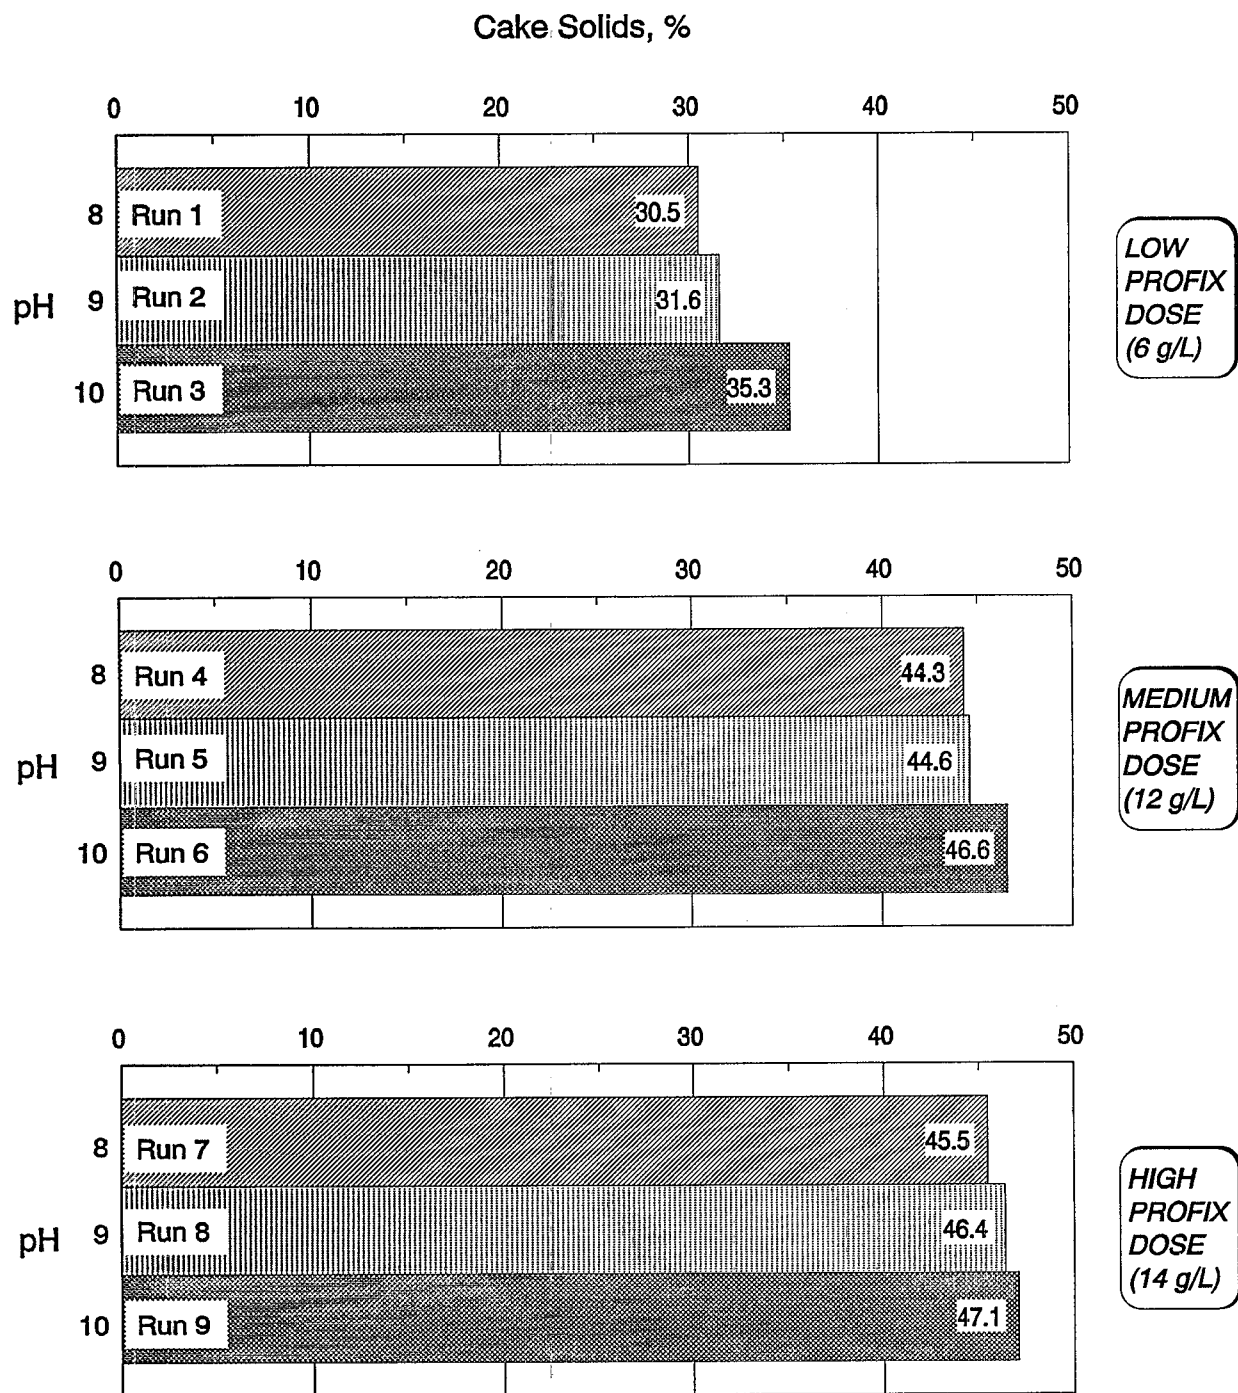 Cake Solids, %
0 10 20 30 40 50
8 Run 1 30.5
pH 9 Run 2 31.6
10 Run 3 35.3
LOW
PROFIX
DOSE
(6 g/L)
0 10 20 30 40 50
8 Run 4 44.3
pH 9 Run 5 44.6
10 Run 6 46.6
MEDIUM
PROFIX
DOSE
(12 g/L)
0 10 20 30 40 50
8 Run 7 45.5
pH 9 Run 8 46.4
10 Run 9 47.1
HIGH
PROFIX
DOSE
(14 g/L)